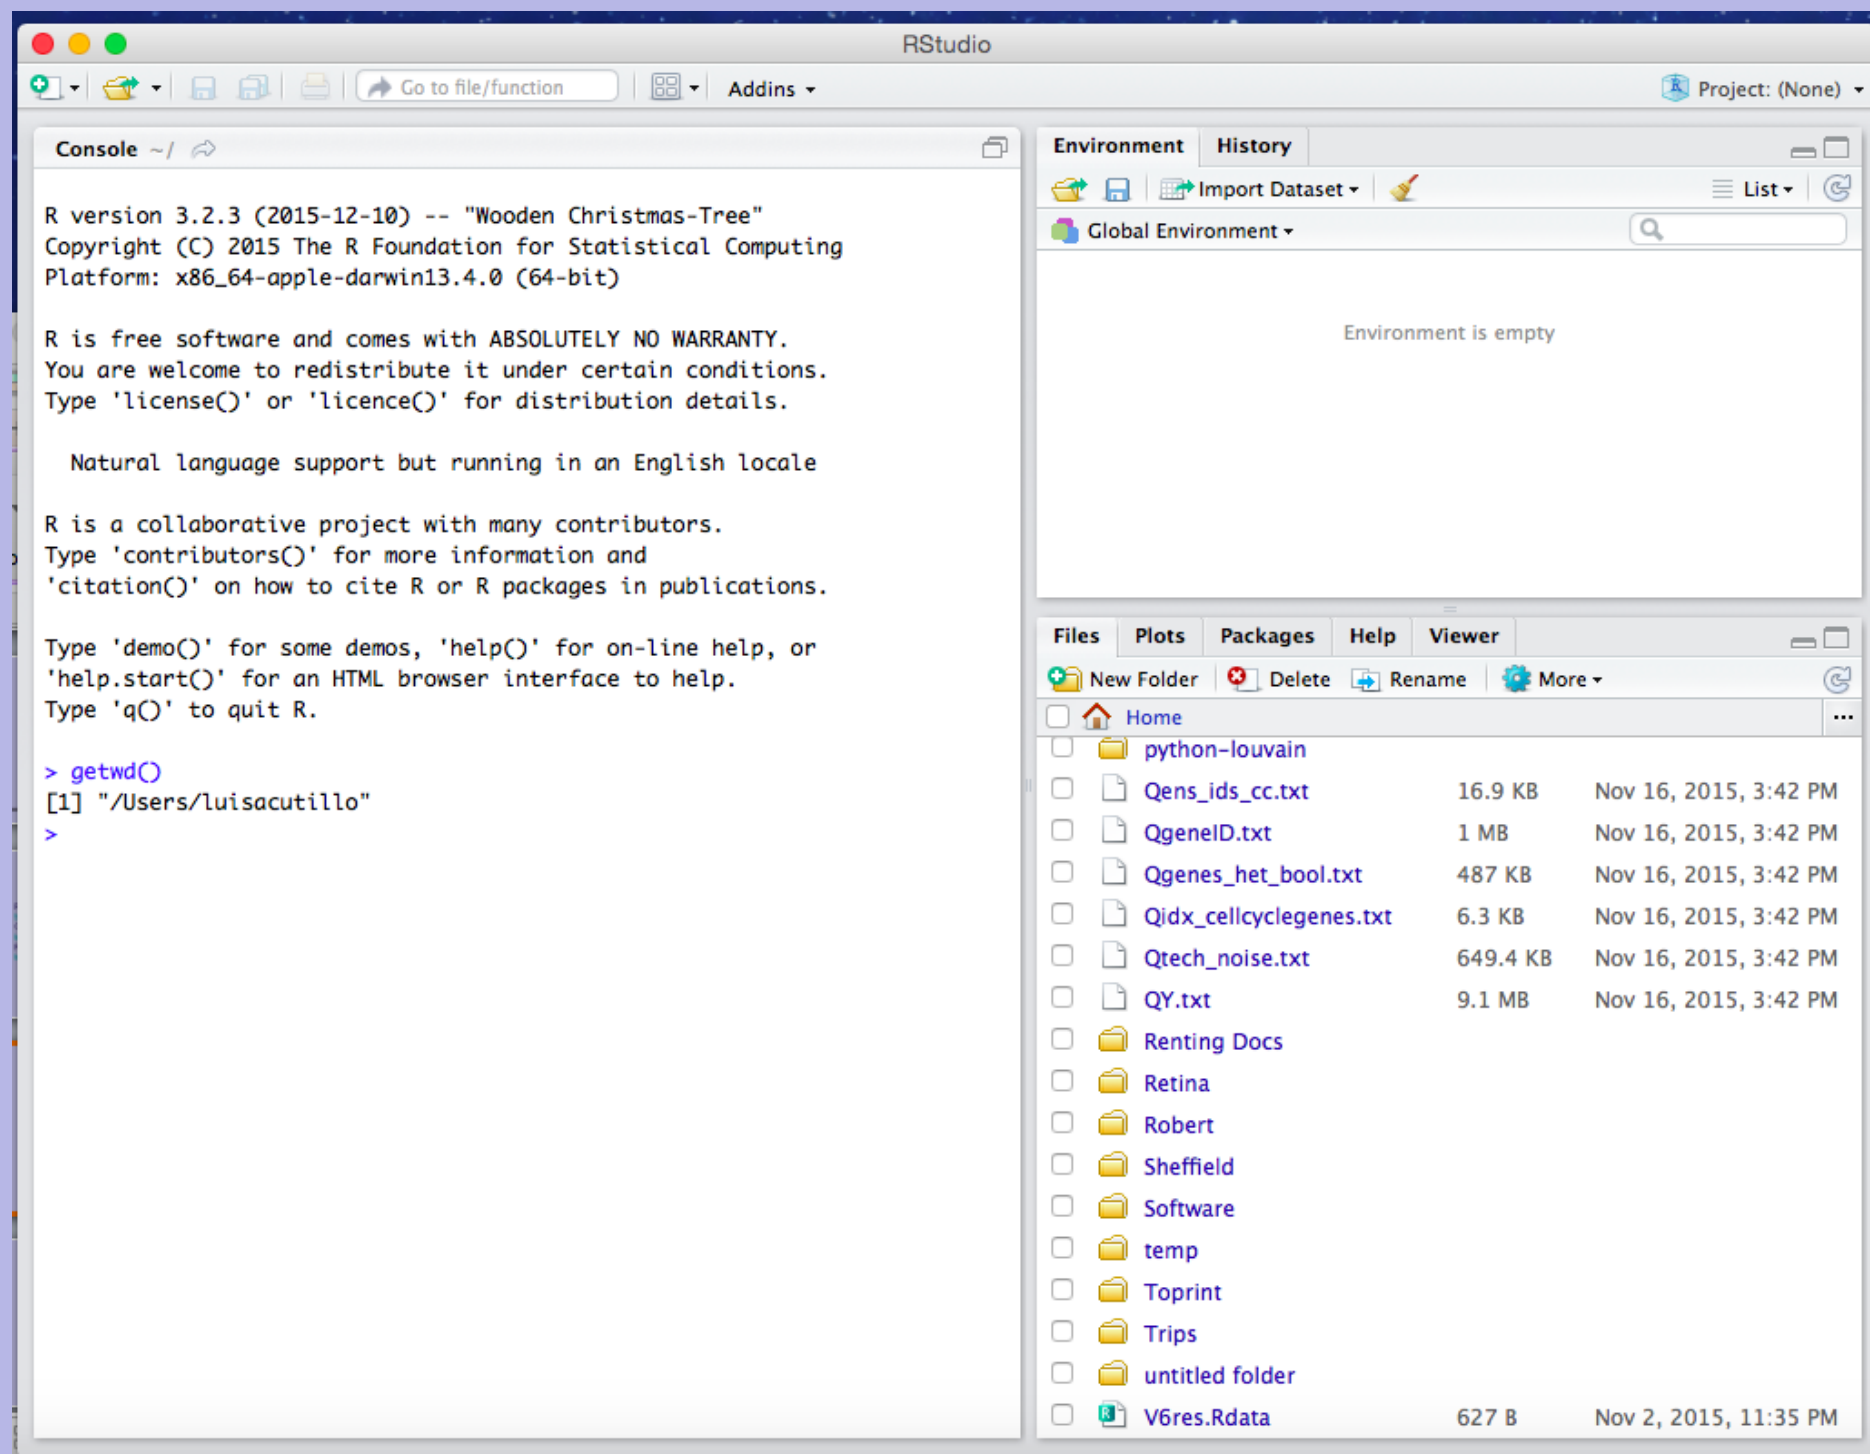 RStudio
Go to file/function
Addins
Project: (None)
Console ~/
R version 3.2.3 (2015-12-10) -- "Wooden Christmas-Tree"
Copyright (C) 2015 The R Foundation for Statistical Computing
Platform: x86_64-apple-darwin13.4.0 (64-bit)
R is free software and comes with ABSOLUTELY NO WARRANTY.
You are welcome to redistribute it under certain conditions.
Type 'license()' or 'licence()' for distribution details.
Natural language support but running in an English locale
R is a collaborative project with many contributors.
Type 'contributors()' for more information and
'citation()' on how to cite R or R packages in publications.
Type 'demo()' for some demos, 'help()' for on-line help, or
'help.start()' for an HTML browser interface to help.
Type 'q()' to quit R.
> getwd()
[1] "/Users/luisacutillo"
>
Environment History
Import Dataset List
Global Environment
Environment is empty
Files Plots Packages Help Viewer
New Folder Delete Rename More
Home ...
python-louvain
Qens_ids_cc.txt 16.9 KB Nov 16, 2015, 3:42 PM
QgeneID.txt 1 MB Nov 16, 2015, 3:42 PM
Qgenes_het_bool.txt 487 KB Nov 16, 2015, 3:42 PM
Qidx_cellcyclegenes.txt 6.3 KB Nov 16, 2015, 3:42 PM
Qtech_noise.txt 649.4 KB Nov 16, 2015, 3:42 PM
QY.txt 9.1 MB Nov 16, 2015, 3:42 PM
Renting Docs
Retina
Robert
Sheffield
Software
temp
Toprint
Trips
untitled folder
V6res.Rdata 627 B Nov 2, 2015, 11:35 PM